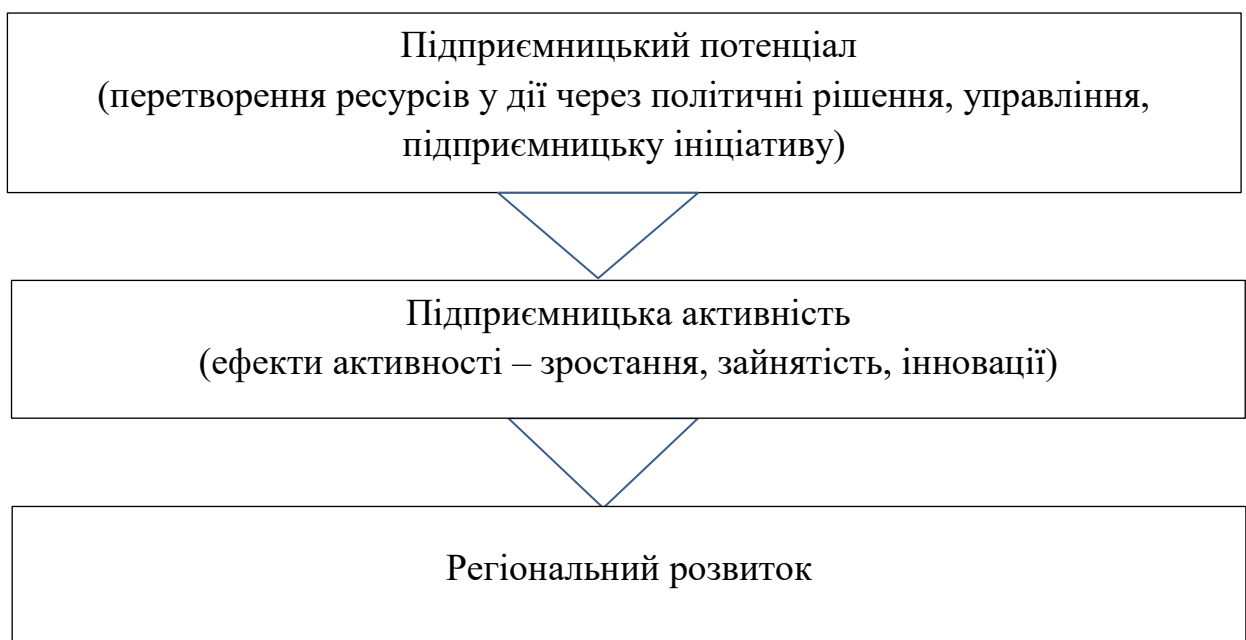 Підприємницький потенціал
(перетворення ресурсів у дії через політичні рішення, управління,
підприємницьку ініціативу)
Підприємницька активність
(ефекти активності – зростання, зайнятість, інновації)
Регіональний розвиток